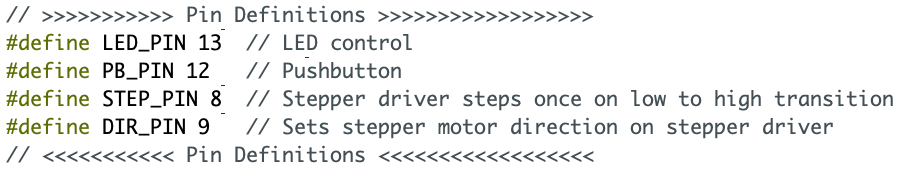 // >>>>>>>>>>> Pin Definitions >>>>>>>>>>>>>>>>>>
#define LED_PIN 13  // LED control
#define PB_PIN 12   // Pushbutton
#define STEP_PIN 8  // Stepper driver steps once on low to high transition
#define DIR_PIN 9   // Sets stepper motor direction on stepper driver
// <<<<<<<<<<< Pin Definitions <<<<<<<<<<<<<<<<<<